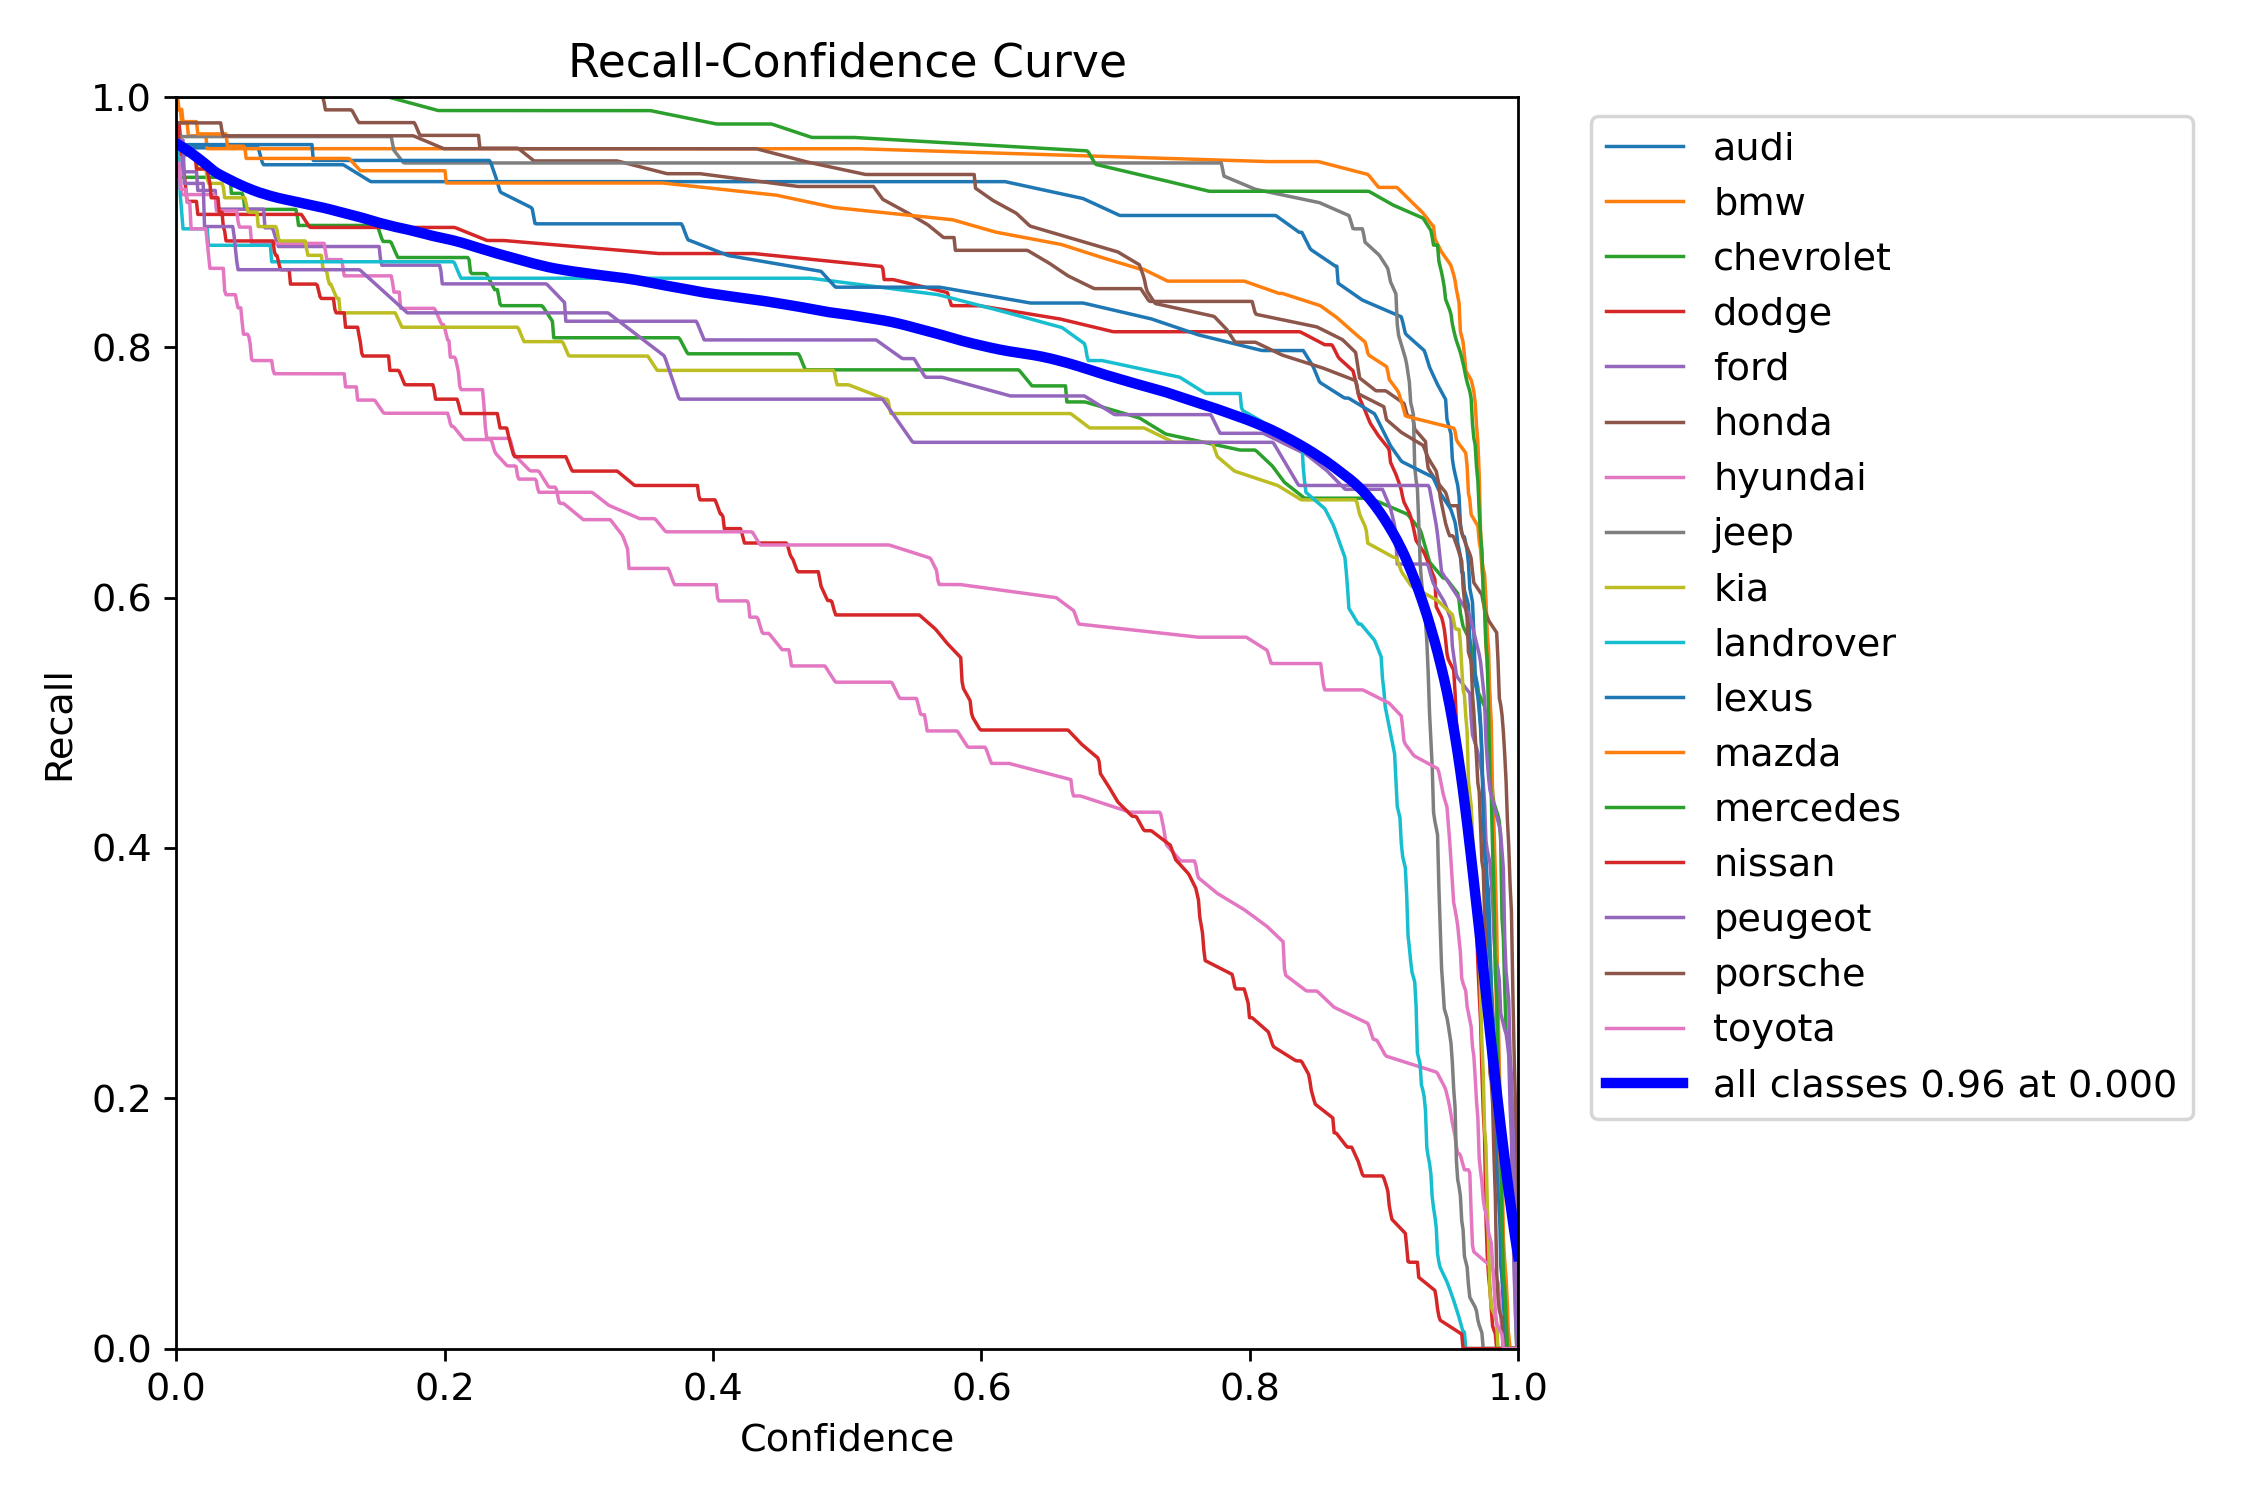 Recall-Confidence Curve
1.0
0.8
0.6
0.4
0.2
0.0
Recall
0.0 0.2 0.4 0.6 0.8 1.0
Confidence
audi
bmw
chevrolet
dodge
ford
honda
hyundai
jeep
kia
landrover
lexus
mazda
mercedes
nissan
peugeot
porsche
toyota
all classes 0.96 at 0.000